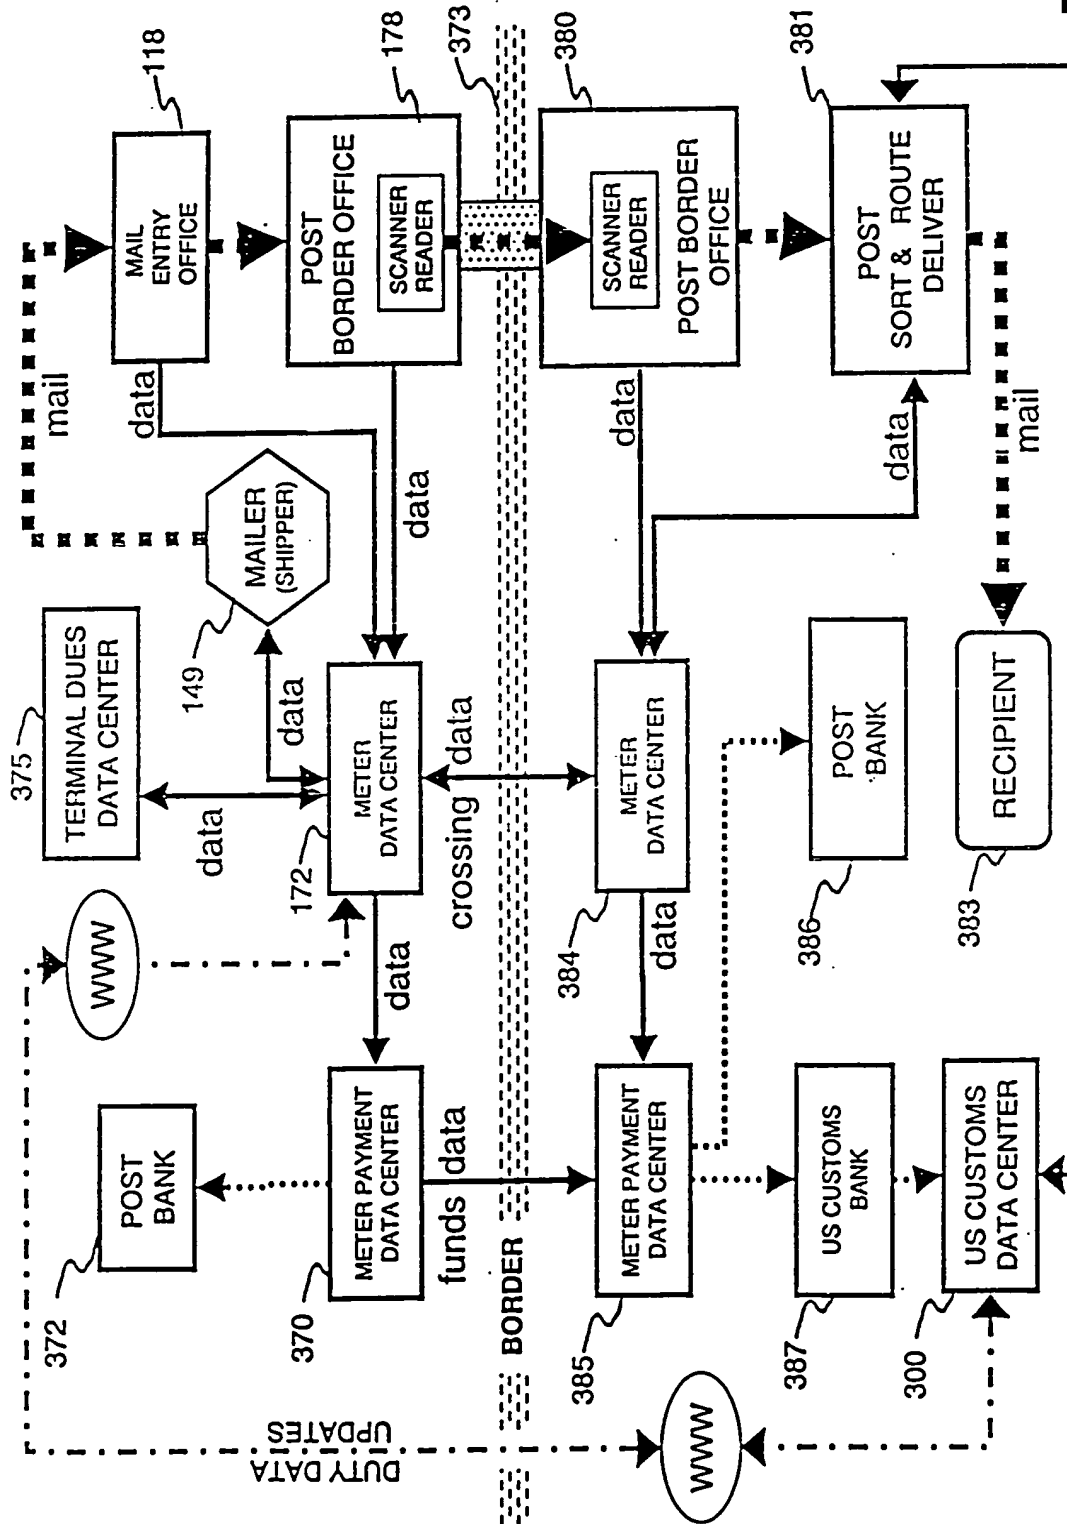 372
POST
BANK
WWW
375
TERMINAL DUES
DATA CENTER
mail
118
MAIL
ENTRY
OFFICE
data
data
149
MAILER
(SHIPPER)
data
data
DUTY DATA
UPDATES
370
METER PAYMENT
DATA CENTER
data
172
METER
DATA CENTER
data
POST
BORDER OFFICE
SCANNER
READER
178
funds data
crossing data
BORDER
373
385
METER PAYMENT
DATA CENTER
data
384
METER
DATA CENTER
data
SCANNER
READER
POST BORDER
OFFICE
380
WWW
387
US CUSTOMS
BANK
386
POST
BANK
data
POST
SORT & ROUTE
DELIVER
381
300
US CUSTOMS
DATA CENTER
383
RECIPIENT
mail